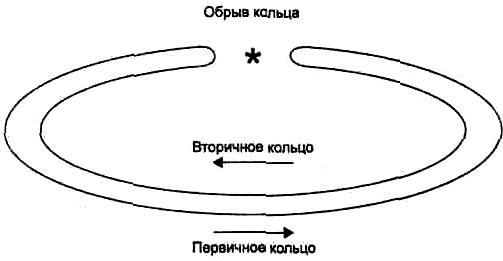 Обрыв кольца
*
Вторичное кольцо
Первичное кольцо